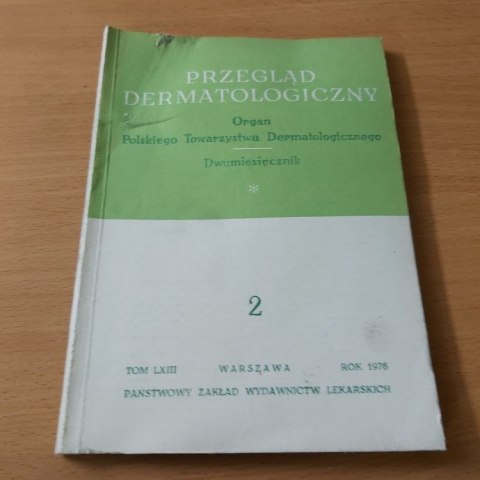 PRZEGLĄD
DERMATOLOGICZNY
Organ
Polskiego Towarzystwa Dermatologicznego
Dwumiesięcznik
*
2
TOM LXIII WARSZAWA ROK 1976
PAŃSTWOWY ZAKŁAD WYDAWNICTW LEKARSKICH